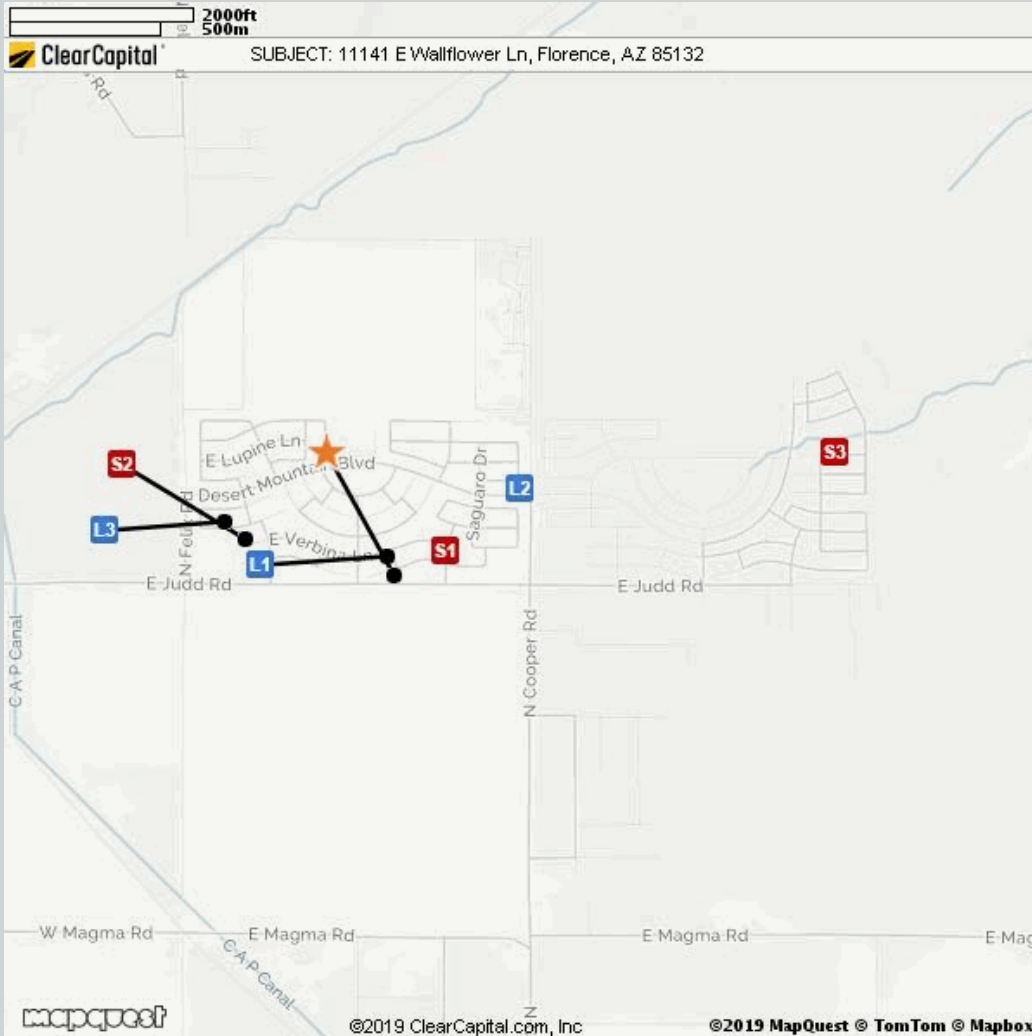 2000ft
500m
ClearCapital
SUBJECT: 11141 E Wallflower Ln, Florence, AZ 85132
Rd
E Lupine Ln
Desert Mountain Blvd
Saguaro Dr
S2
S3
L2
L3
N Felix Rd
E Verbina Ln
L1
S1
E Judd Rd
E Judd Rd
C A P Canal
N Cooper Rd
W Magma Rd
E Magma Rd
E Magma Rd
E Mag
C A P Canal
N
mapquest
©2019 ClearCapital.com, Inc
©2019 MapQuest © TomTom © Mapbox